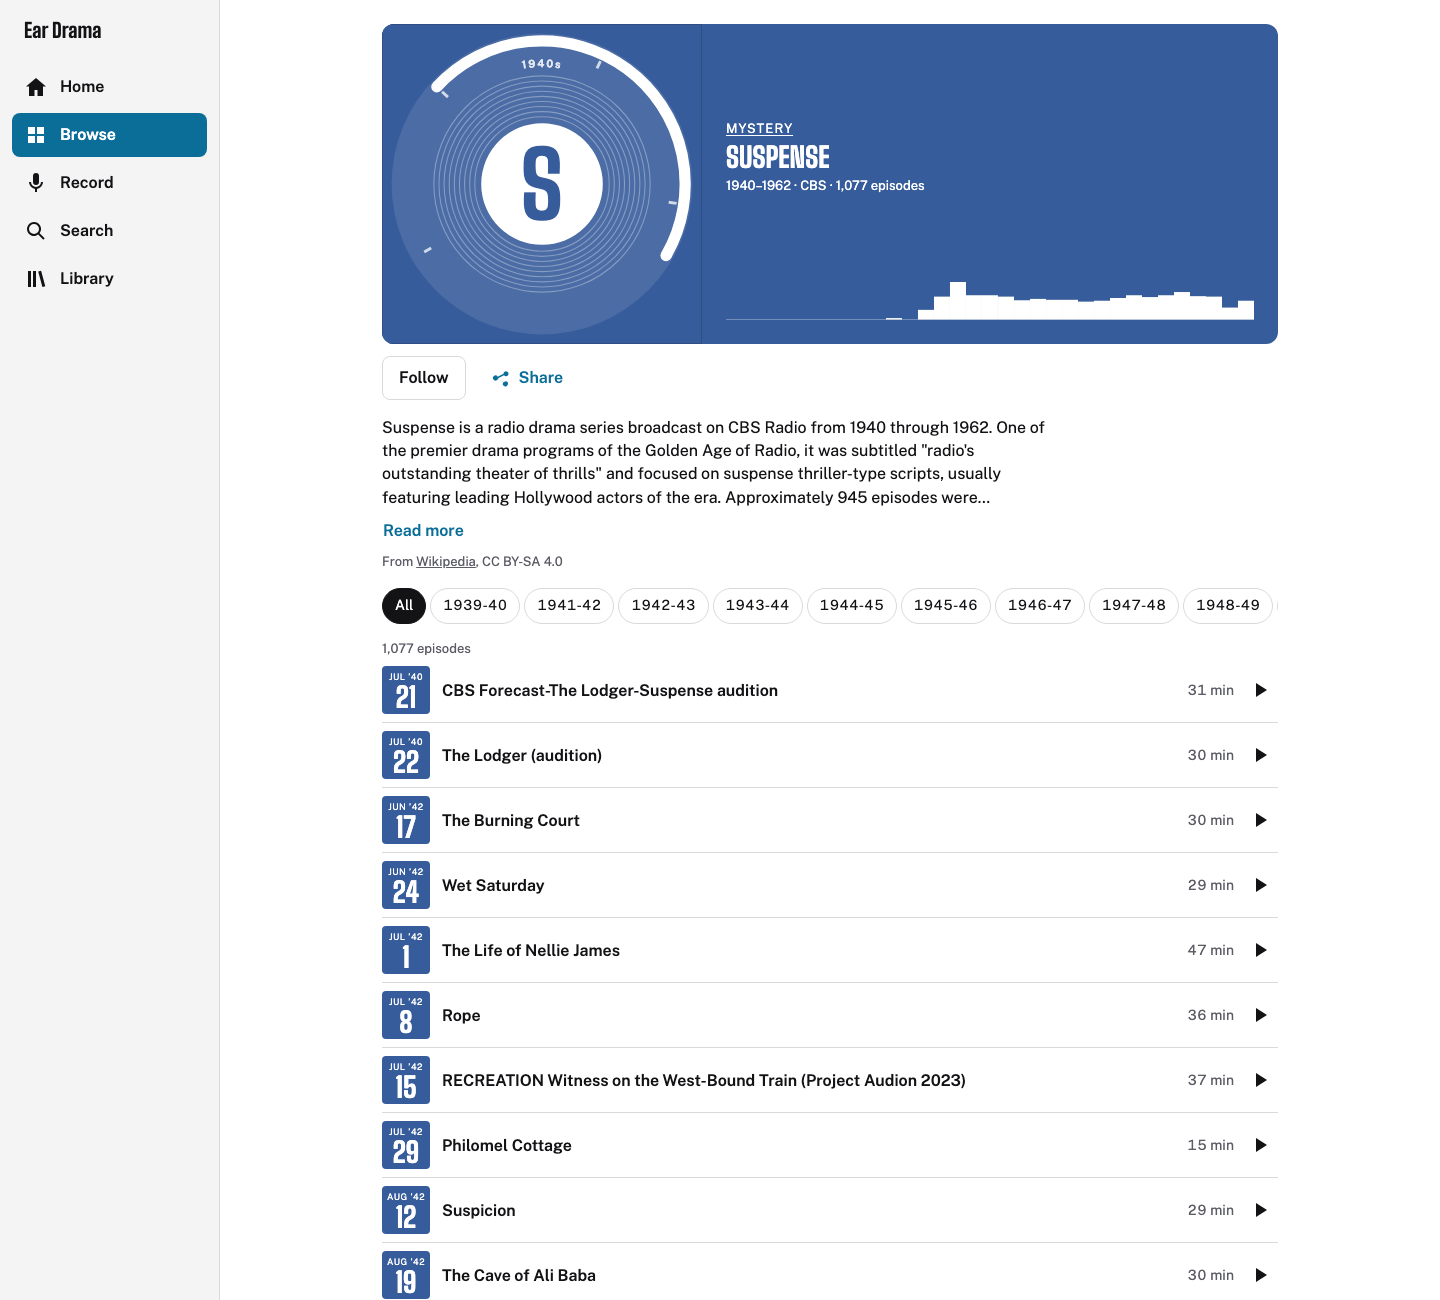 Ear Drama
Home
Browse
Record
Search
Library
1940s
S
MYSTERY
SUSPENSE
1940–1962 · CBS · 1,077 episodes
Follow
Share
Suspense is a radio drama series broadcast on CBS Radio from 1940 through 1962. One of
the premier drama programs of the Golden Age of Radio, it was subtitled "radio's
outstanding theater of thrills" and focused on suspense thriller-type scripts, usually
featuring leading Hollywood actors of the era. Approximately 945 episodes were…
Read more
From Wikipedia, CC BY-SA 4.0
All 1939-40 1941-42 1942-43 1943-44 1944-45 1945-46 1946-47 1947-48 1948-49
1,077 episodes
JUL '40
21
CBS Forecast-The Lodger-Suspense audition
31 min
JUL '40
22
The Lodger (audition)
30 min
JUN '42
17
The Burning Court
30 min
JUN '42
24
Wet Saturday
29 min
JUL '42
1
The Life of Nellie James
47 min
JUL '42
8
Rope
36 min
JUL '42
15
RECREATION Witness on the West-Bound Train (Project Audion 2023)
37 min
JUL '42
29
Philomel Cottage
15 min
AUG '42
12
Suspicion
29 min
AUG '42
19
The Cave of Ali Baba
30 min